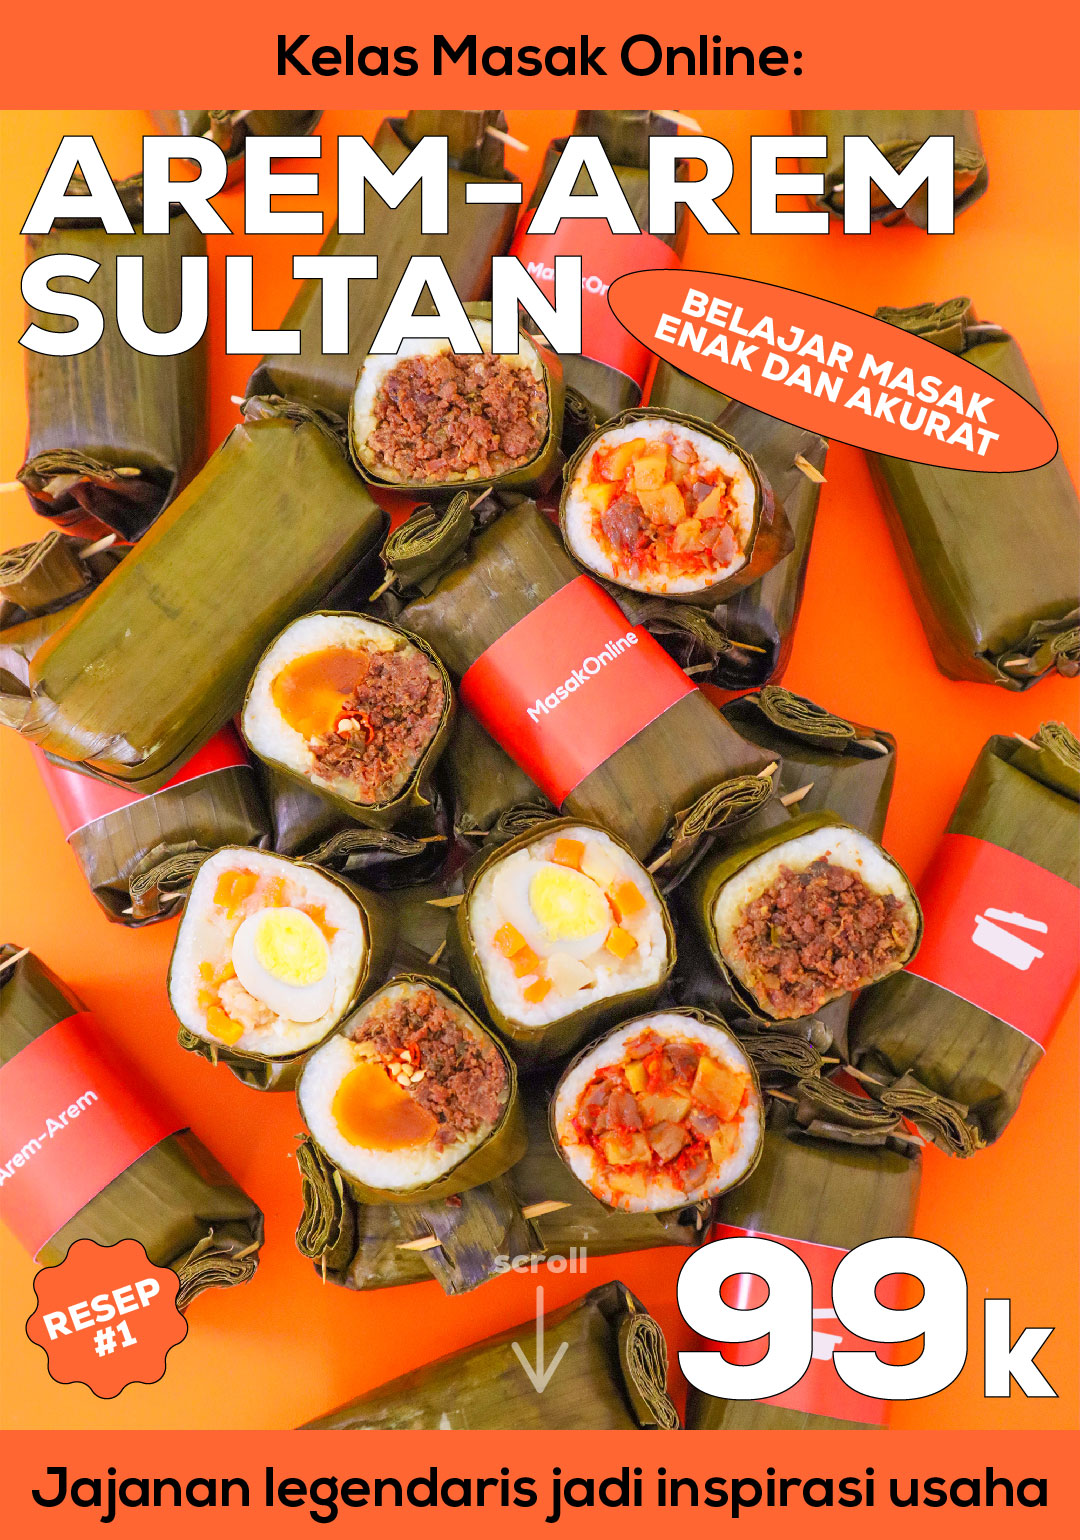 Kelas Masak Online:
AREM-AREM
SULTAN
BELAJAR MASAK
ENAK DAN AKURAT
MasakOnline
Arem-Arem
scroll
RESEP
#1
99k
Jajanan legendaris jadi inspirasi usaha